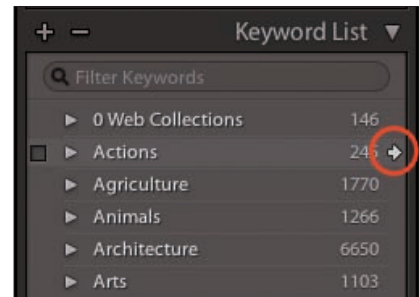 Keyword List
Filter Keywords
0 Web Collections 146
Actions
Agriculture 1770
Animals 1266
Architecture 6650
Arts 1103